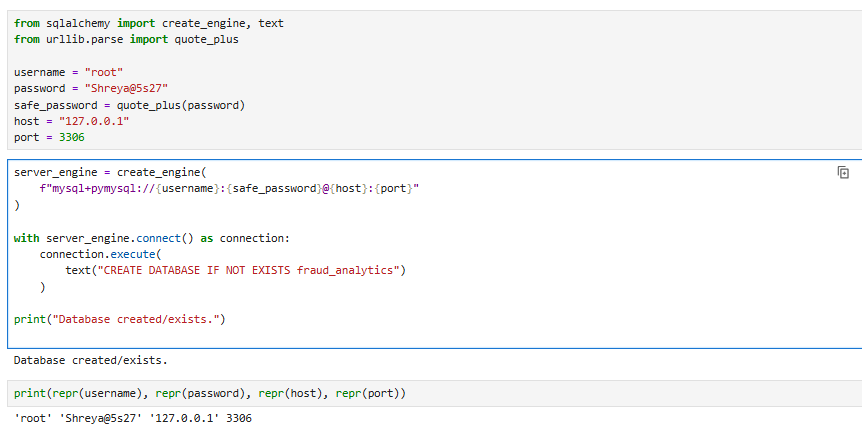 from sqlalchemy import create_engine, text
from urllib.parse import quote_plus
username = "root"
password = "Shreya@5s27"
safe_password = quote_plus(password)
host = "127.0.0.1"
port = 3306
server_engine = create_engine(
    f"mysql+pymysql://{username}:{safe_password}@{host}:{port}"
)
with server_engine.connect() as connection:
    connection.execute(
        text("CREATE DATABASE IF NOT EXISTS fraud_analytics")
    )
print("Database created/exists.")
Database created/exists.
print(repr(username), repr(password), repr(host), repr(port))
'root' 'Shreya@5s27' '127.0.0.1' 3306